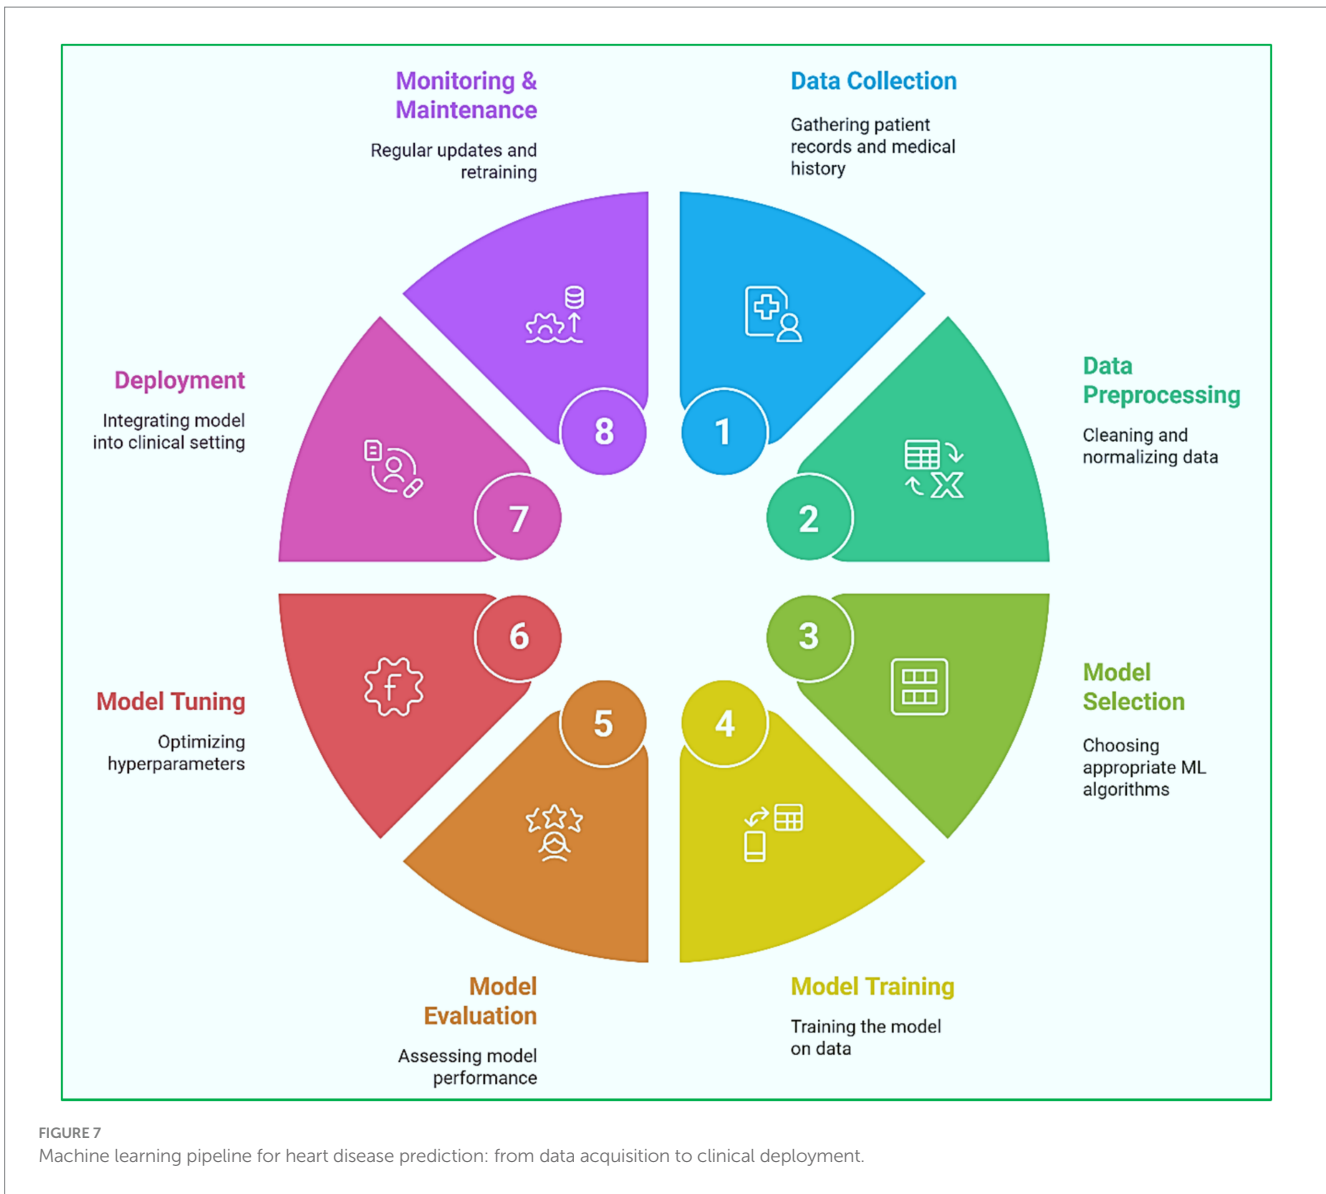 Monitoring &
Maintenance
Regular updates and
retraining
Data Collection
Gathering patient
records and medical
history
Deployment
Integrating model
into clinical setting
Data
Preprocessing
Cleaning and
normalizing data
8
1
7
2
6
3
5
4
f
Model Tuning
Optimizing
hyperparameters
Model
Selection
Choosing
appropriate ML
algorithms
Model
Evaluation
Assessing model
performance
Model Training
Training the model
on data
FIGURE 7
Machine learning pipeline for heart disease prediction: from data acquisition to clinical deployment.